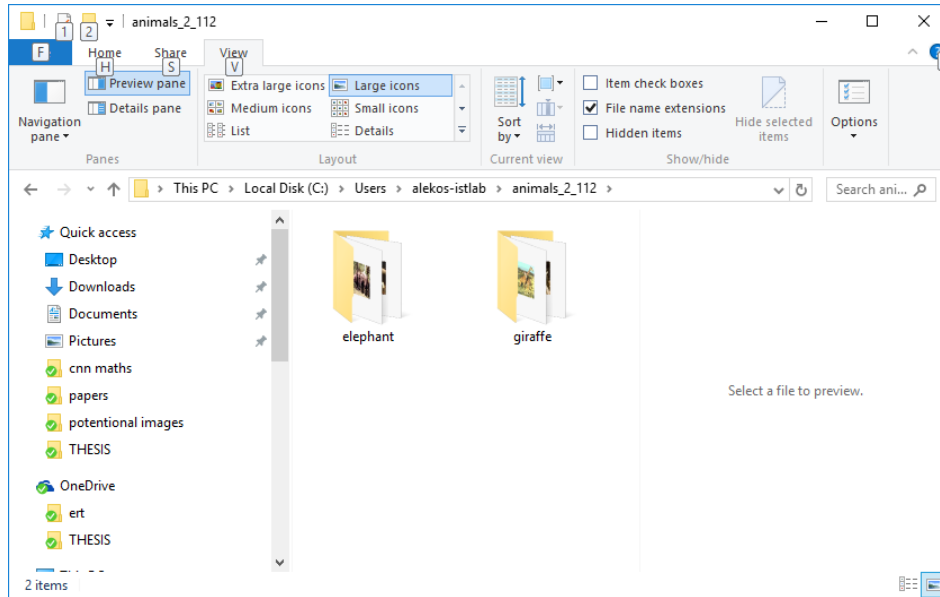 animals_2_112
1 2
F Home Share View
H S V
Navigation pane
Preview pane
Details pane
Panes
Extra large icons Large icons
Medium icons Small icons
List Details
Layout
Sort by
Current view
Item check boxes
File name extensions
Hidden items
Hide selected items
Show/hide
Options
This PC > Local Disk (C:) > Users > alekos-istlab > animals_2_112 >
Search ani...
Quick access
Desktop
Downloads
Documents
Pictures
cnn maths
papers
potentional images
THESIS
OneDrive
ert
THESIS
elephant
giraffe
Select a file to preview.
2 items